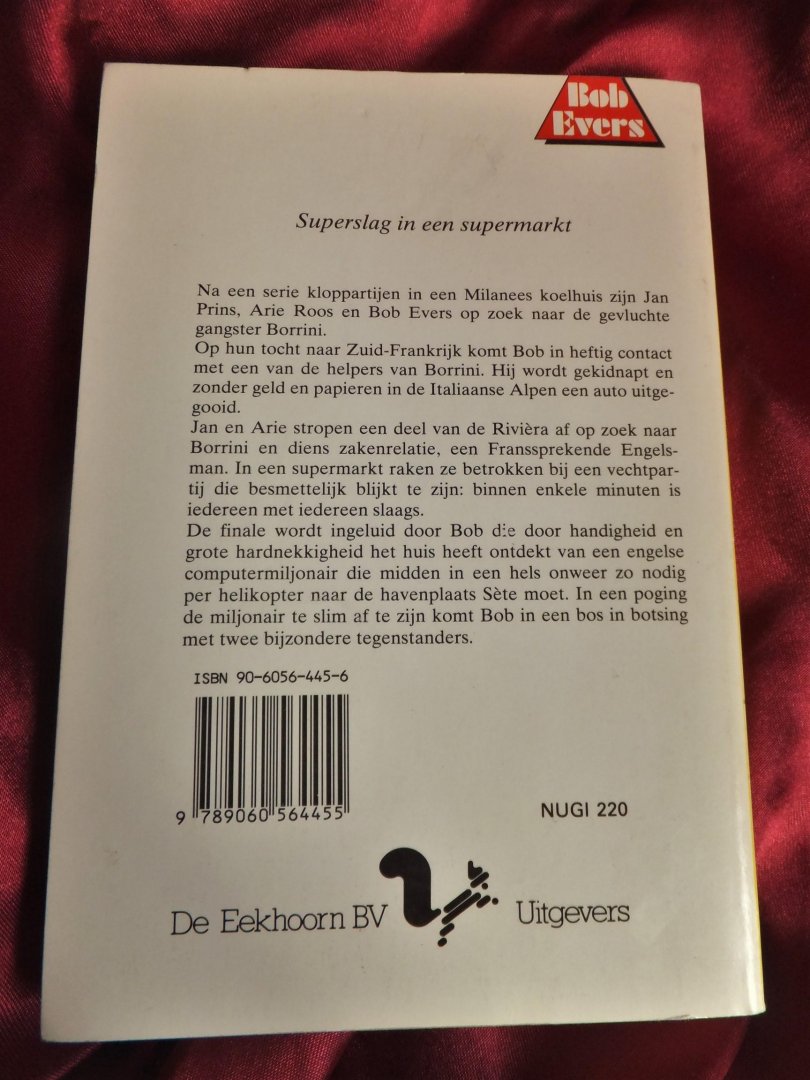 Bob
Evers
Superslag in een supermarkt
Na een serie kloppartijen in een Milanees koelhuis zijn Jan
Prins, Arie Roos en Bob Evers op zoek naar de gevluchte
gangster Borrini.
Op hun tocht naar Zuid-Frankrijk komt Bob in heftig contact
met een van de helpers van Borrini. Hij wordt gekidnapt en
zonder geld en papieren in de Italiaanse Alpen een auto uitge-
gooid.
Jan en Arie stropen een deel van de Rivièra af op zoek naar
Borrini en diens zakenrelatie, een Franssprekende Engels-
man. In een supermarkt raken ze betrokken bij een vechtpar-
tij die besmettelijk blijkt te zijn: binnen enkele minuten is
iedereen met iedereen slaags.
De finale wordt ingeluid door Bob die door handigheid en
grote hardnekkigheid het huis heeft ontdekt van een engelse
computermiljonair die midden in een hels onweer zo nodig
per helikopter naar de havenplaats Sète moet. In een poging
de miljonair te slim af te zijn komt Bob in een bos in botsing
met twee bijzondere tegenstanders.
ISBN 90-6056-445-6
9 789060 564455
NUGI 220
De Eekhoorn BV Uitgevers